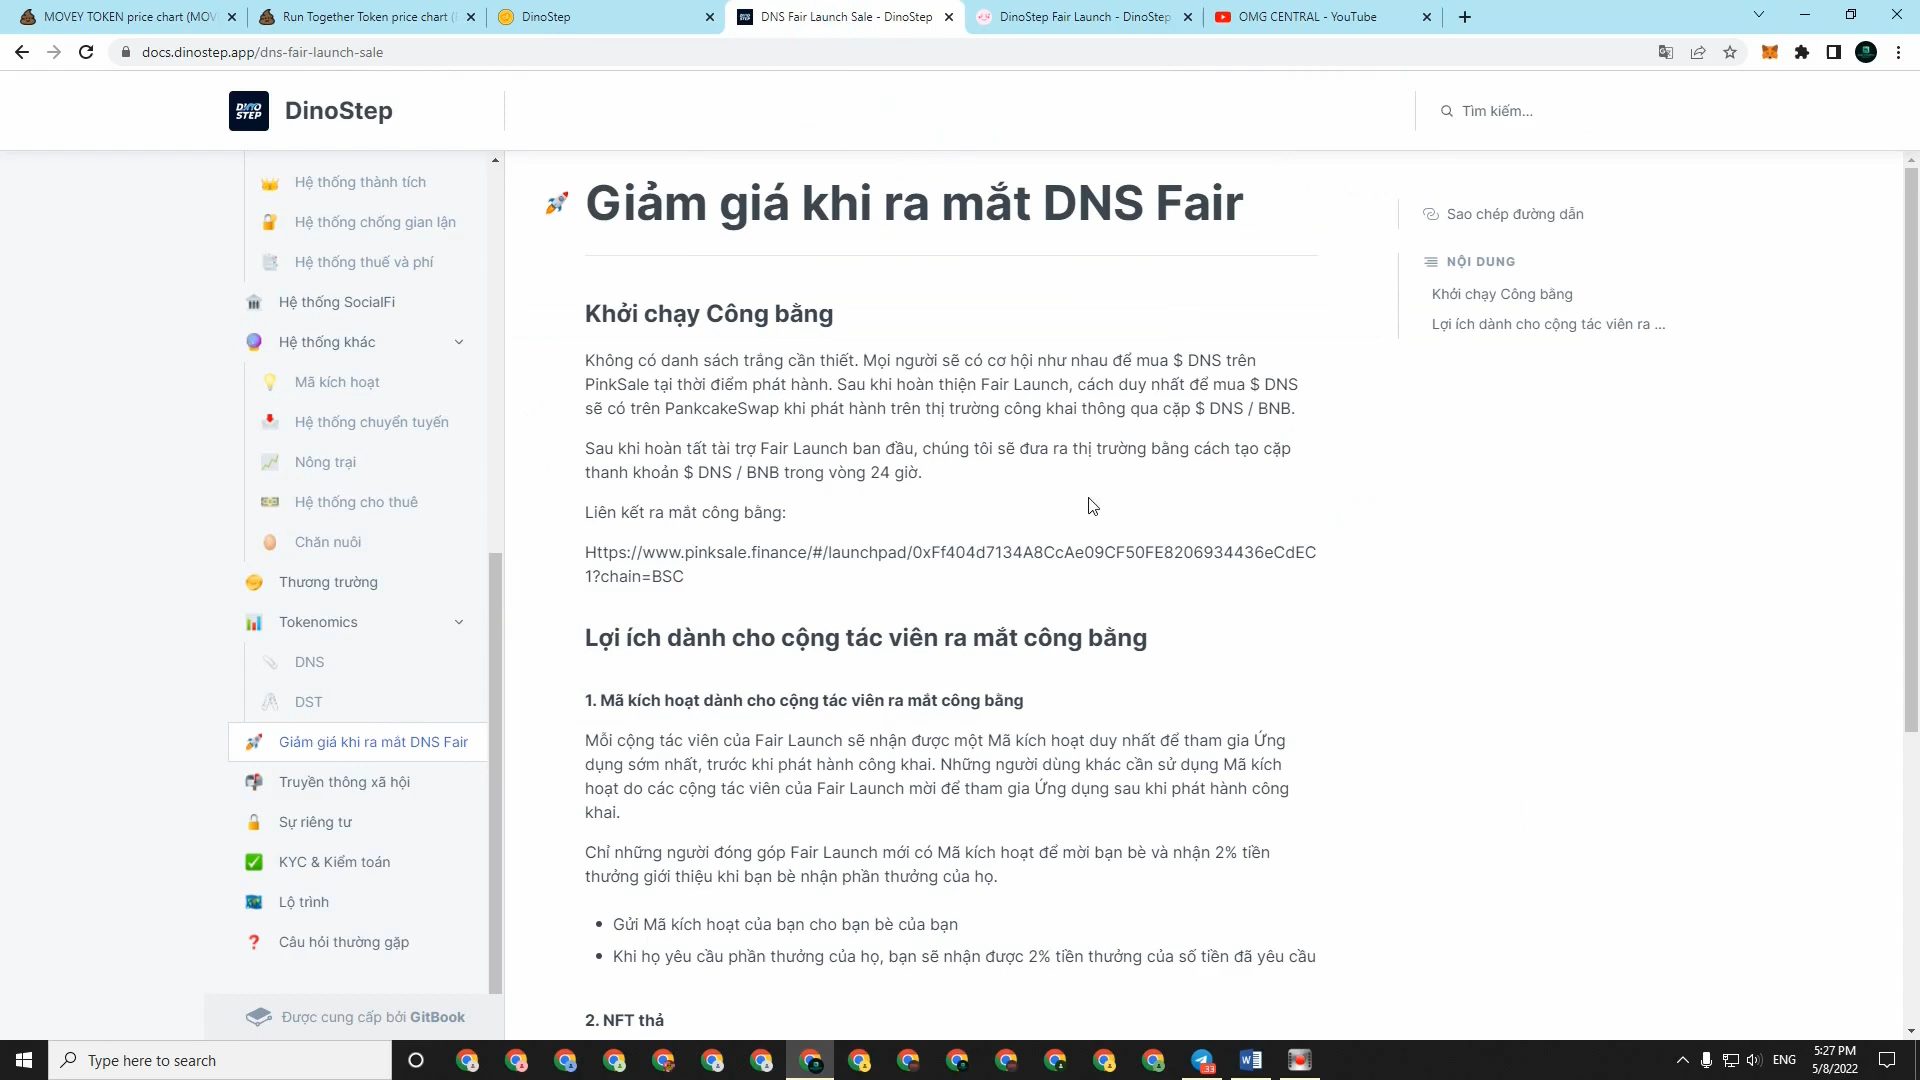 MOVEY TOKEN price chart (MOV
Run Together Token price chart (
DinoStep
DNS Fair Launch Sale - DinoStep
DinoStep Fair Launch - DinoStep
OMG CENTRAL - YouTube
docs.dinostep.app/dns-fair-launch-sale
DINO STEP
DinoStep
Tìm kiếm...
Hệ thống thành tích
Hệ thống chống gian lận
Hệ thống thuế và phí
Hệ thống SocialFi
Hệ thống khác
Mã kích hoạt
Hệ thống chuyển tuyến
Nông trại
Hệ thống cho thuê
Chăn nuôi
Thương trường
Tokenomics
DNS
DST
Giảm giá khi ra mắt DNS Fair
Truyền thông xã hội
Sự riêng tư
KYC & Kiểm toán
Lộ trình
Câu hỏi thường gặp
Được cung cấp bởi GitBook
Giảm giá khi ra mắt DNS Fair
Khởi chạy Công bằng
Không có danh sách trắng cần thiết. Mọi người sẽ có cơ hội như nhau để mua $ DNS trên
PinkSale tại thời điểm phát hành. Sau khi hoàn thiện Fair Launch, cách duy nhất để mua $ DNS
sẽ có trên PankcakeSwap khi phát hành trên thị trường công khai thông qua cặp $ DNS / BNB.
Sau khi hoàn tất tài trợ Fair Launch ban đầu, chúng tôi sẽ đưa ra thị trường bằng cách tạo cặp
thanh khoản $ DNS / BNB trong vòng 24 giờ.
Liên kết ra mắt công bằng:
Https://www.pinksale.finance/#/launchpad/0xFf404d7134A8CcAe09CF50FE8206934436eCdEC
1?chain=BSC
Lợi ích dành cho cộng tác viên ra mắt công bằng
1. Mã kích hoạt dành cho cộng tác viên ra mắt công bằng
Mỗi cộng tác viên của Fair Launch sẽ nhận được một Mã kích hoạt duy nhất để tham gia Ứng
dụng sớm nhất, trước khi phát hành công khai. Những người dùng khác cần sử dụng Mã kích
hoạt do các cộng tác viên của Fair Launch mời để tham gia Ứng dụng sau khi phát hành công
khai.
Chỉ những người đóng góp Fair Launch mới có Mã kích hoạt để mời bạn bè và nhận 2% tiền
thưởng giới thiệu khi bạn bè nhận phần thưởng của họ.
Gửi Mã kích hoạt của bạn cho bạn bè của bạn
Khi họ yêu cầu phần thưởng của họ, bạn sẽ nhận được 2% tiền thưởng của số tiền đã yêu cầu
2. NFT thả
Sao chép đường dẫn
NỘI DUNG
Khởi chạy Công bằng
Lợi ích dành cho cộng tác viên ra ...
Type here to search
33
ENG
5:27 PM
5/8/2022